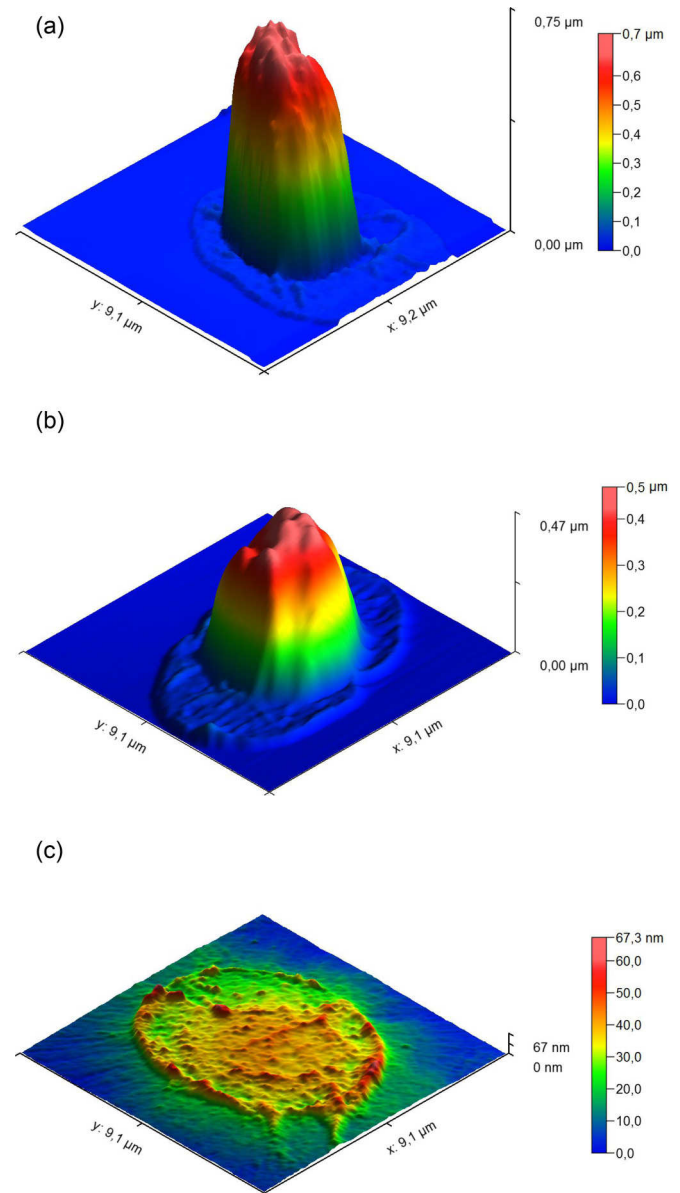 (a)
0,75 µm
0,00 µm
0,7 µm
0,6
0,5
0,4
0,3
0,2
0,1
0,0
y: 9,1 µm
x: 9,2 µm
(b)
0,47 µm
0,00 µm
0,5 µm
0,4
0,3
0,2
0,1
0,0
y: 9,1 µm
x: 9,1 µm
(c)
67 nm
0 nm
67,3 nm
60,0
50,0
40,0
30,0
20,0
10,0
0,0
y: 9,1 µm
x: 9,1 µm